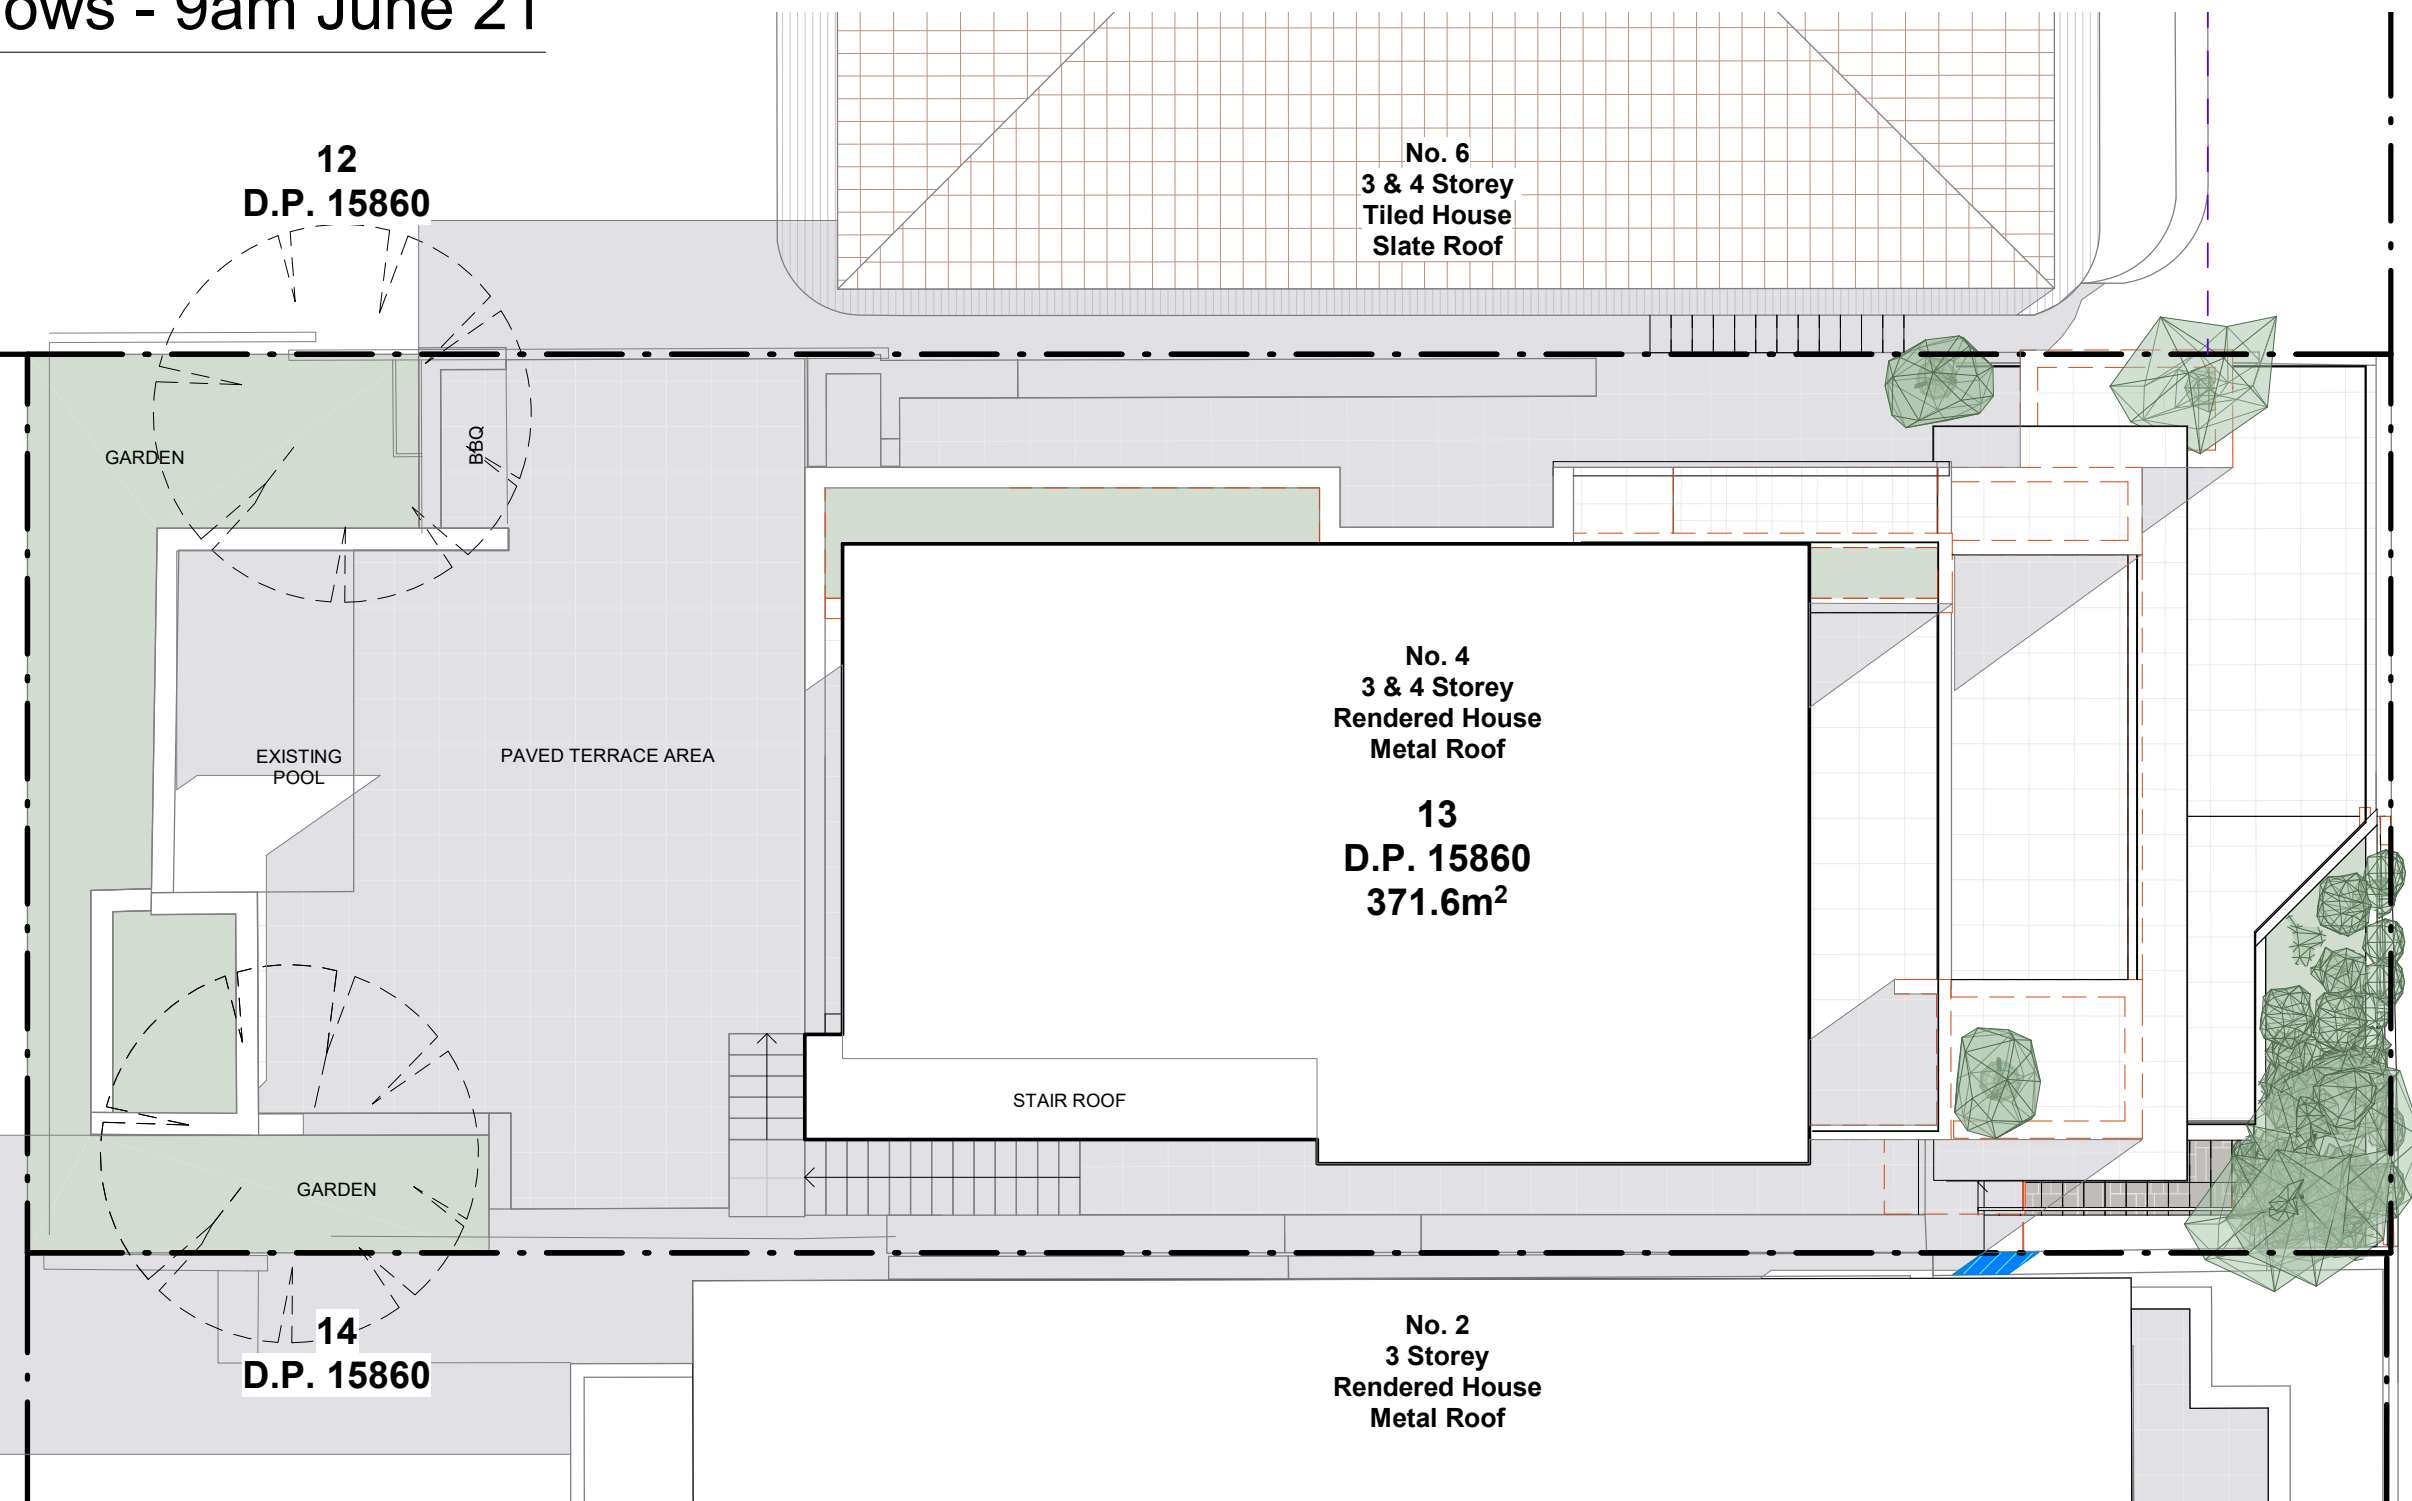 ows - 9am June 21
12
D.P. 15860
No. 6
3 & 4 Storey
Tiled House
Slate Roof
GARDEN
BBQ
EXISTING
POOL
PAVED TERRACE AREA
No. 4
3 & 4 Storey
Rendered House
Metal Roof
13
D.P. 15860
371.6m²
STAIR ROOF
GARDEN
14
D.P. 15860
No. 2
3 Storey
Rendered House
Metal Roof